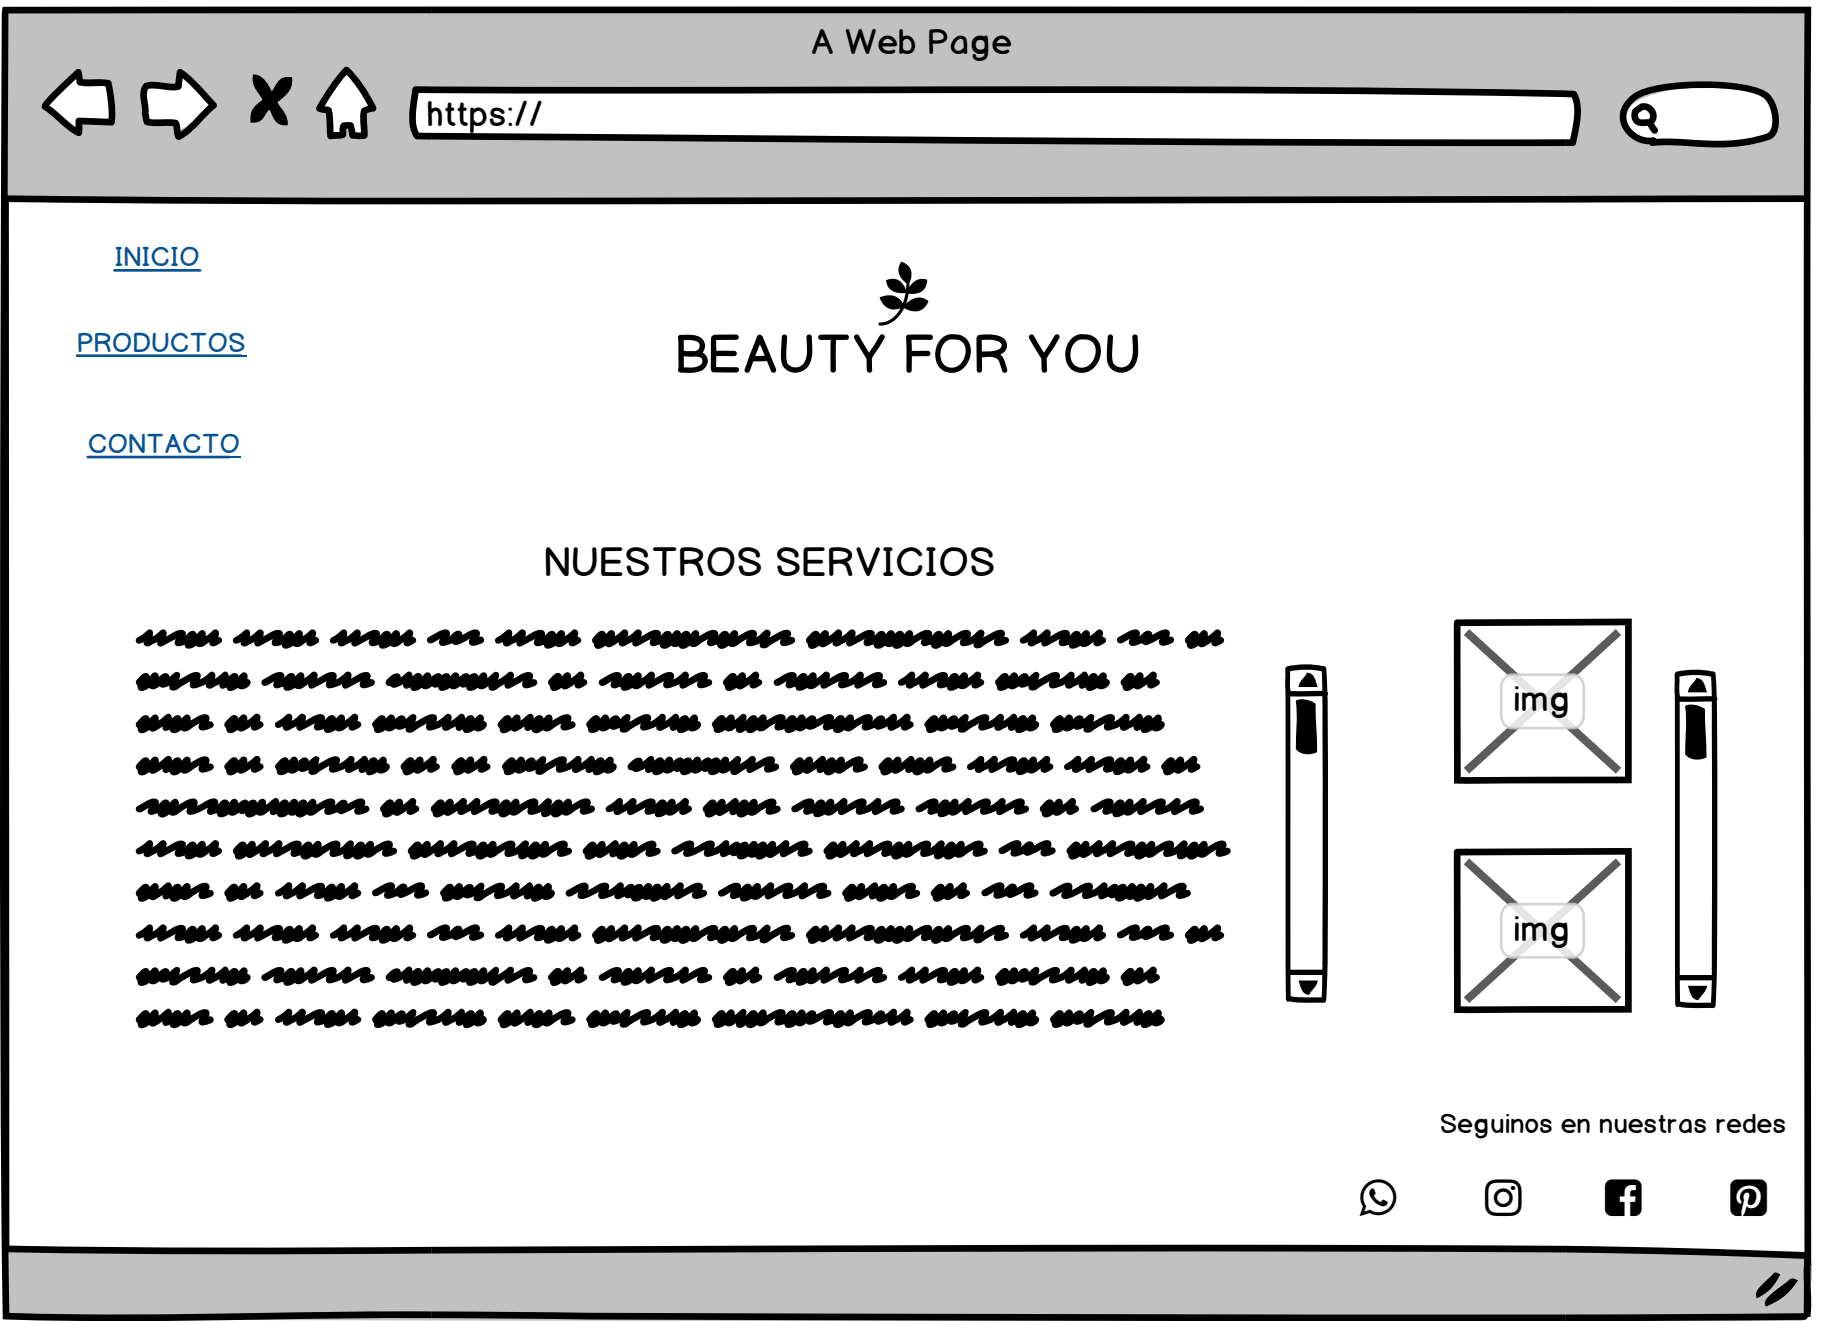 A Web Page
https://
INICIO
PRODUCTOS
CONTACTO
BEAUTY FOR YOU
NUESTROS SERVICIOS
img
img
Seguinos en nuestras redes